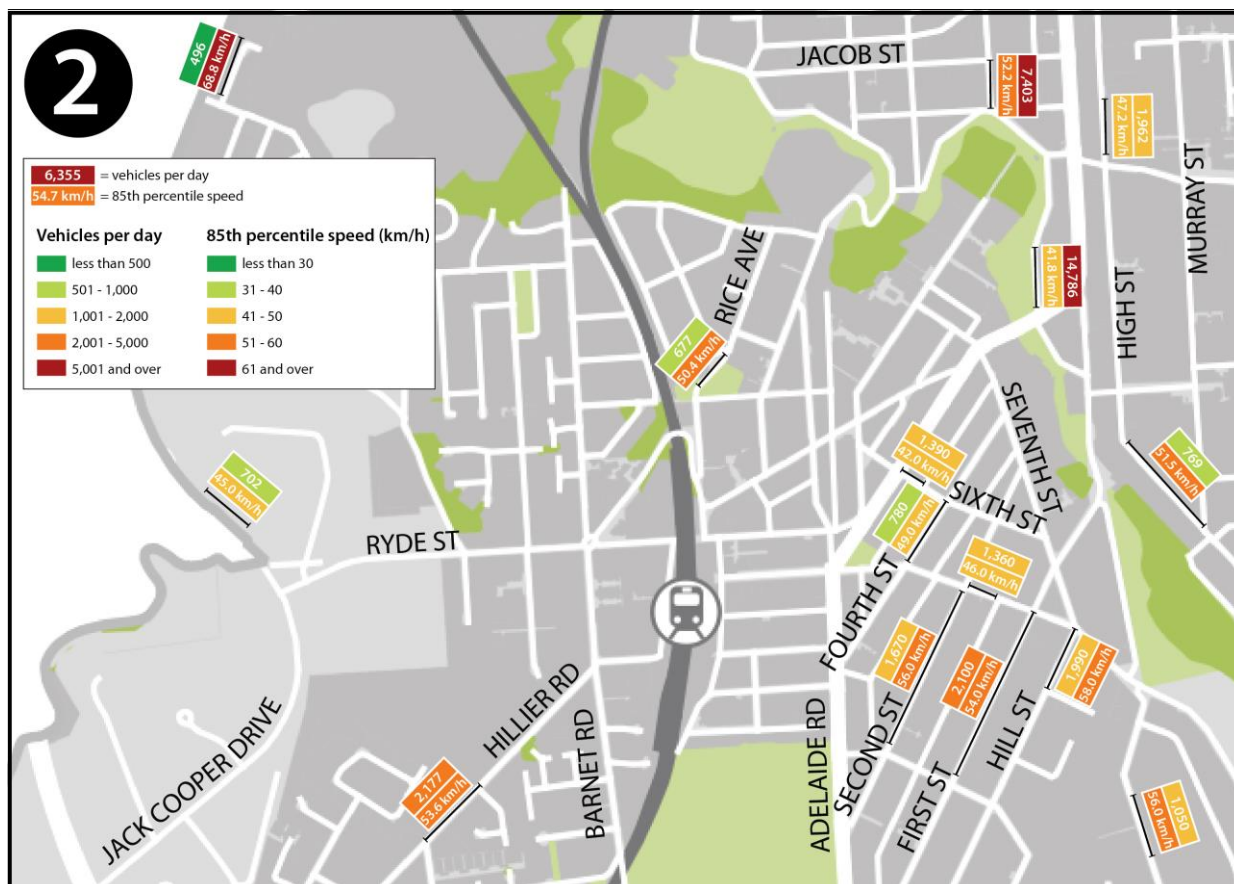 2
496
68.8 km/h
6,355 = vehicles per day
54.7 km/h = 85th percentile speed
Vehicles per day
less than 500
501 - 1,000
1,001 - 2,000
2,001 - 5,000
5,001 and over
85th percentile speed (km/h)
less than 30
31 - 40
41 - 50
51 - 60
61 and over
JACOB ST
7,403
52.2 km/h
1,962
47.2 km/h
MURRAY ST
14,786
41.8 km/h
HIGH ST
RICE AVE
677
50.4 km/h
SEVENTH ST
1,390
42.0 km/h
769
51.5 km/h
702
45.0 km/h
SIXTH ST
780
49.0 km/h
RYDE ST
1,360
46.0 km/h
FOURTH ST
1,670
56.0 km/h
2,100
54.0 km/h
1,990
58.0 km/h
HILLIER RD
BARNET RD
ADELAIDE RD
SECOND ST
FIRST ST
HILL ST
JACK COOPER DRIVE
2,177
53.6 km/h
1,050
56.0 km/h